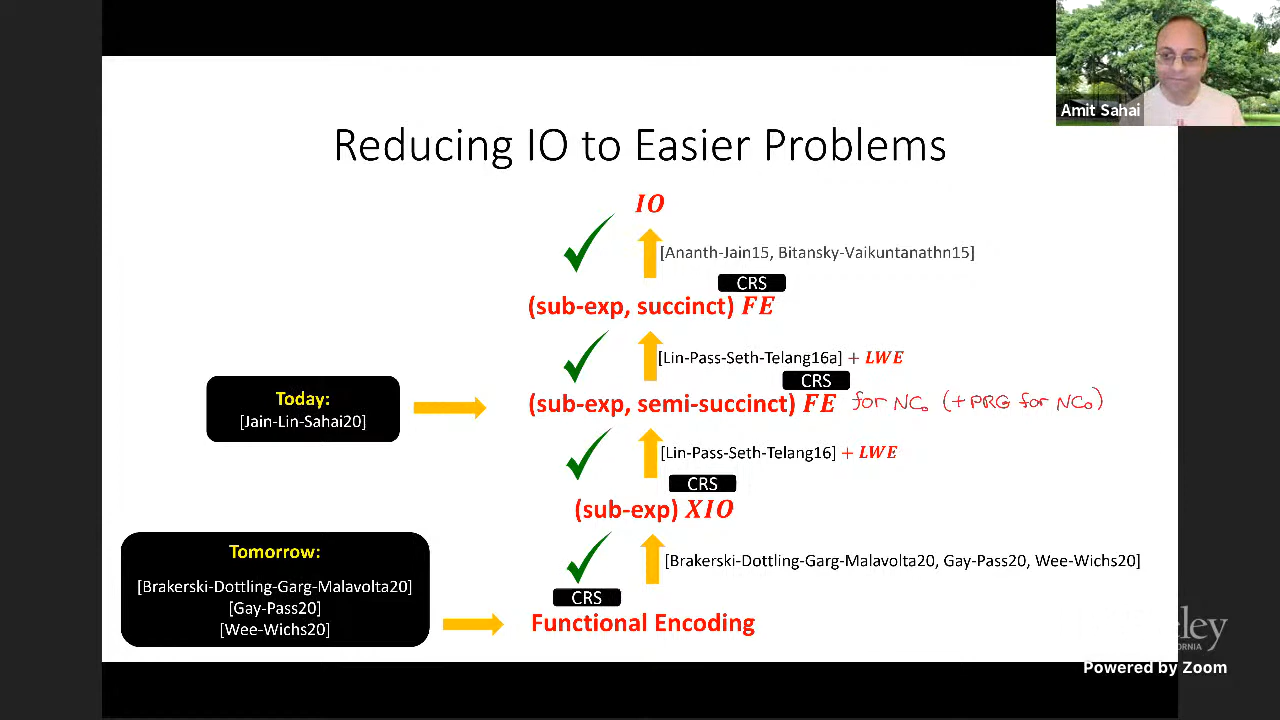 Amit Sahai
Reducing IO to Easier Problems
IO
[Ananth-Jain15, Bitansky-Vaikuntanathn15]
CRS
(sub-exp, succinct) FE
[Lin-Pass-Seth-Telang16a] + LWE
CRS
Today:
[Jain-Lin-Sahai20]
(sub-exp, semi-succinct) FE for NC₀ (+PRG for NC₀)
[Lin-Pass-Seth-Telang16] + LWE
CRS
(sub-exp) XIO
Tomorrow:
[Brakerski-Dottling-Garg-Malavolta20]
[Gay-Pass20]
[Wee-Wichs20]
[Brakerski-Dottling-Garg-Malavolta20, Gay-Pass20, Wee-Wichs20]
CRS
Functional Encoding
Powered by Zoom